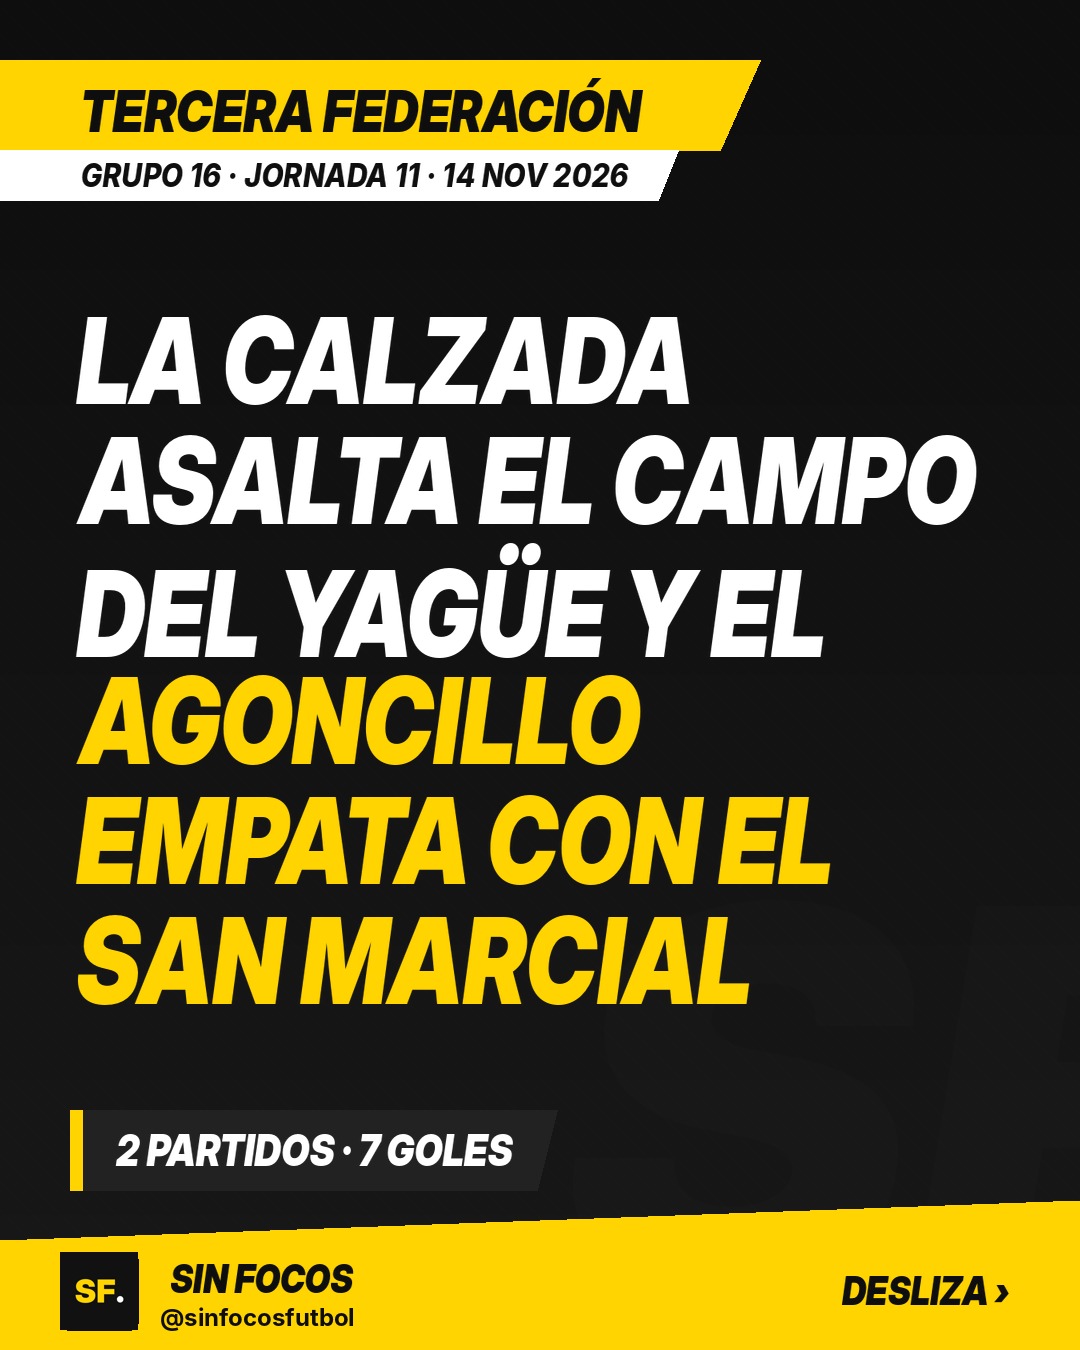 TERCERA FEDERACIÓN
GRUPO 16 · JORNADA 11 · 14 NOV 2026
LA CALZADA
ASALTA EL CAMPO
DEL YAGÜE Y EL
AGONCILLO
EMPATA CON EL
SAN MARCIAL
2 PARTIDOS · 7 GOLES
SF.
SIN FOCOS
@sinfocosfutbol
DESLIZA ›